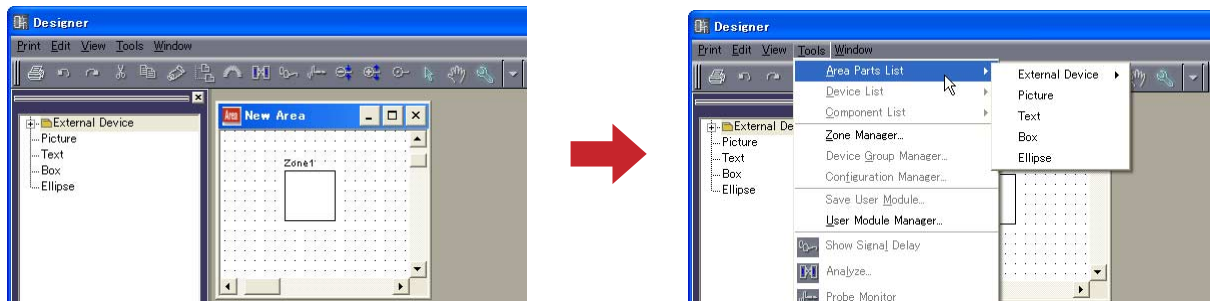 Designer
Print Edit View Tools Window
External Device
Picture
Text
Box
Ellipse
Area New Area
Zone1
Designer
Print Edit View Tools Window
External De
Picture
Text
Box
Ellipse
Area Parts List
Device List
Component List
Zone Manager...
Device Group Manager...
Configuration Manager...
Save User Module...
User Module Manager...
Show Signal Delay
Analyze...
Probe Monitor
External Device
Picture
Text
Box
Ellipse